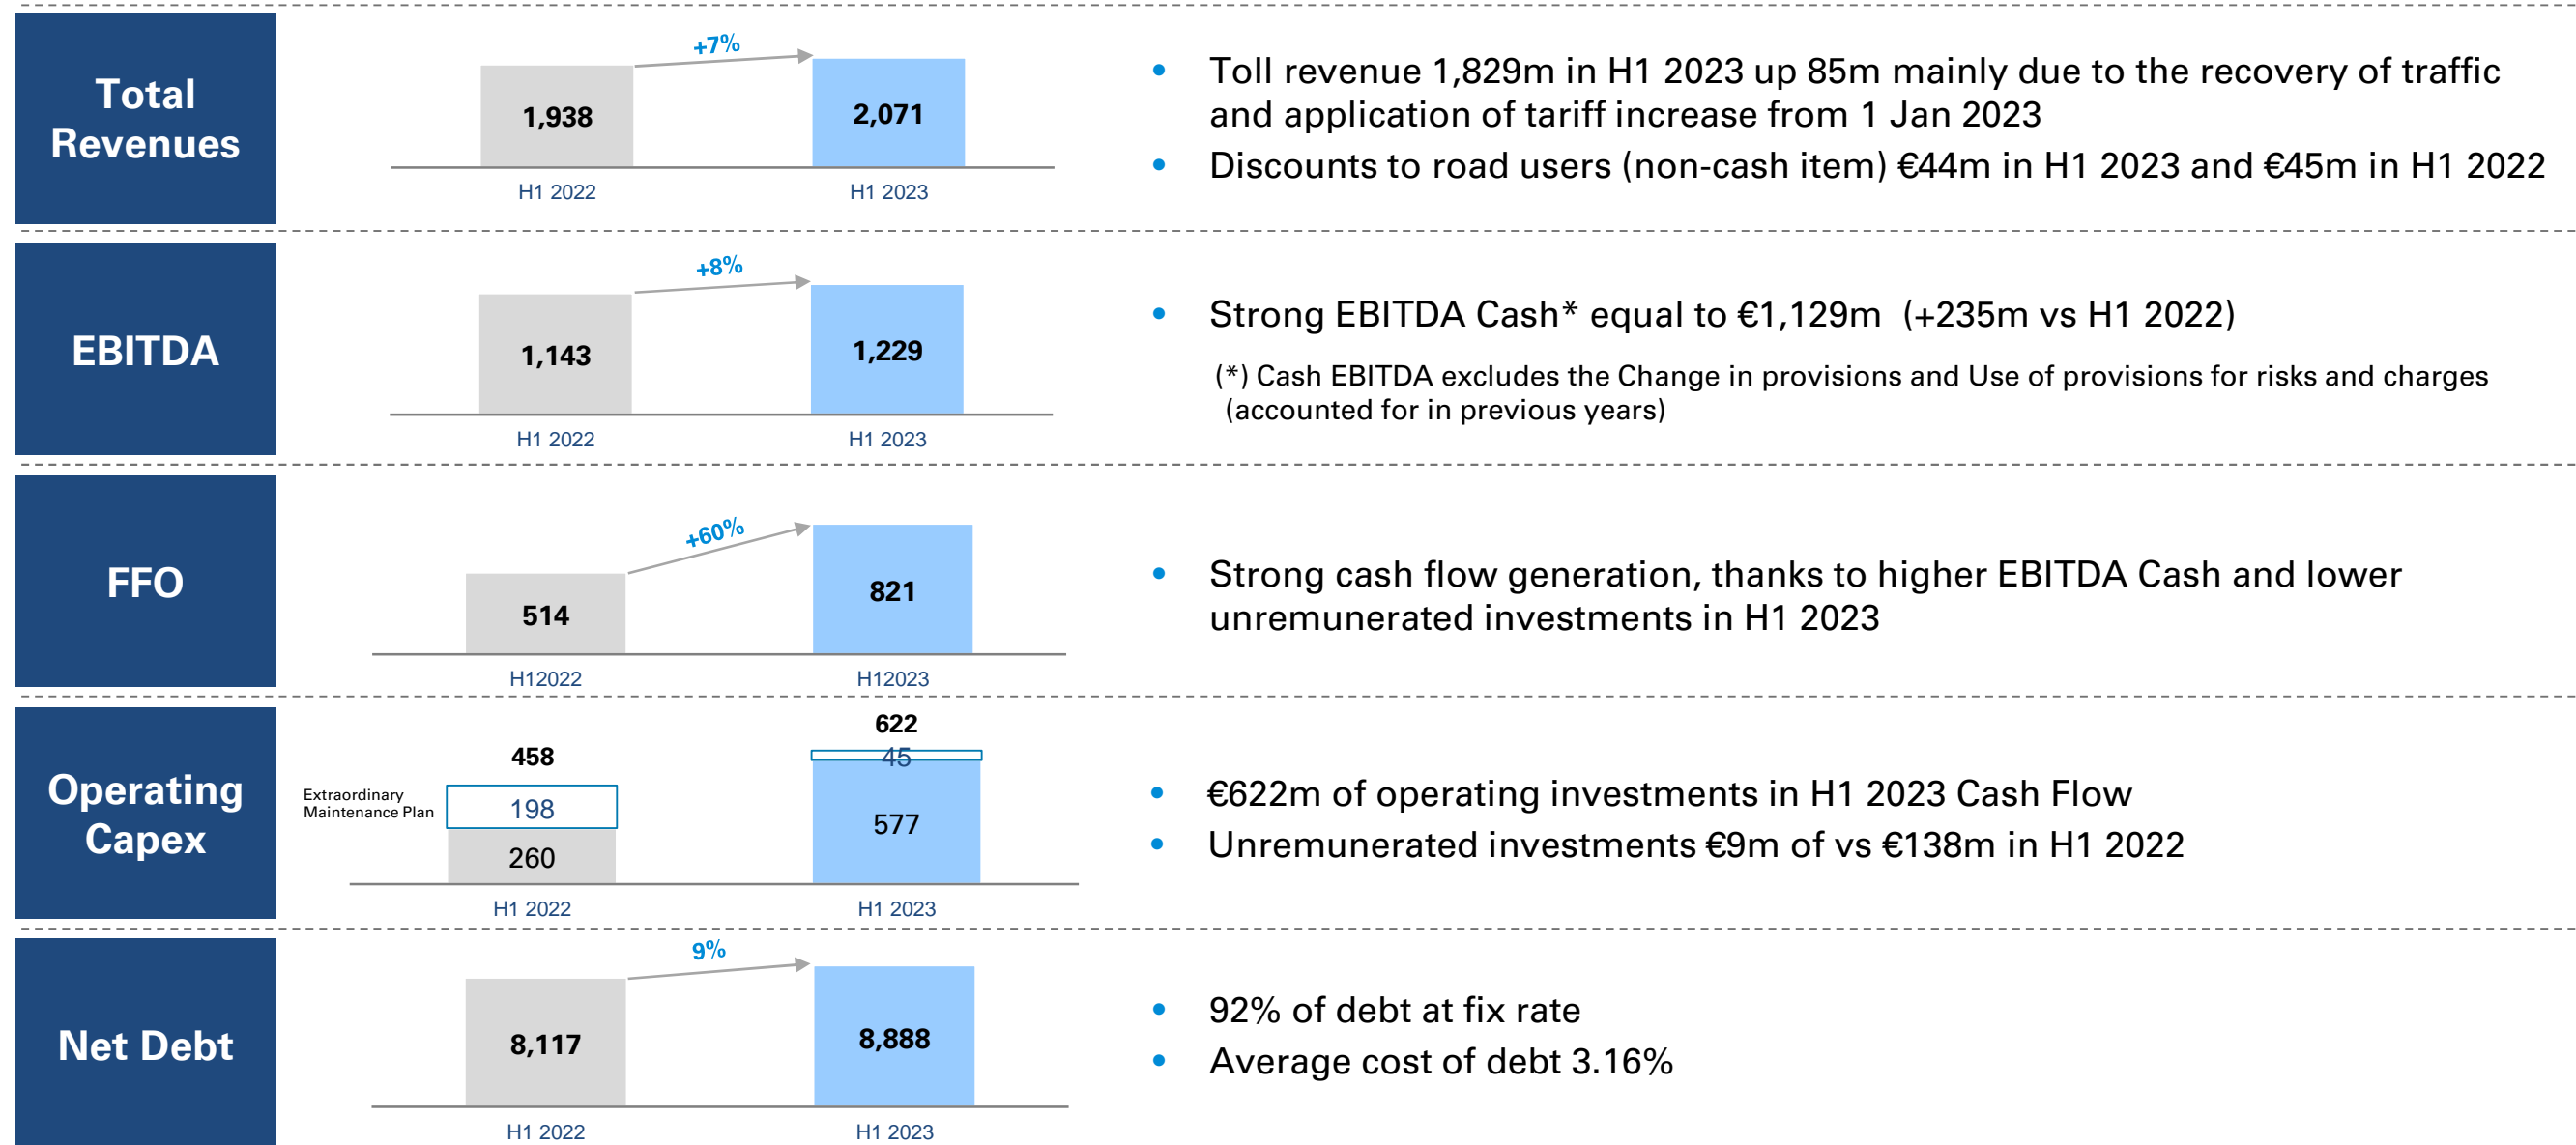 Total
Revenues
+7%
1,938
2,071
H1 2022
H1 2023
• Toll revenue 1,829m in H1 2023 up 85m mainly due to the recovery of traffic
and application of tariff increase from 1 Jan 2023
• Discounts to road users (non-cash item) €44m in H1 2023 and €45m in H1 2022
EBITDA
+8%
1,143
1,229
H1 2022
H1 2023
• Strong EBITDA Cash* equal to €1,129m (+235m vs H1 2022)
(*) Cash EBITDA excludes the Change in provisions and Use of provisions for risks and charges
(accounted for in previous years)
FFO
+60%
514
821
H12022
H12023
• Strong cash flow generation, thanks to higher EBITDA Cash and lower
unremunerated investments in H1 2023
Operating
Capex
Extraordinary
Maintenance Plan
458
198
260
622
45
577
H1 2022
H1 2023
• €622m of operating investments in H1 2023 Cash Flow
• Unremunerated investments €9m of vs €138m in H1 2022
Net Debt
9%
8,117
8,888
H1 2022
H1 2023
• 92% of debt at fix rate
• Average cost of debt 3.16%